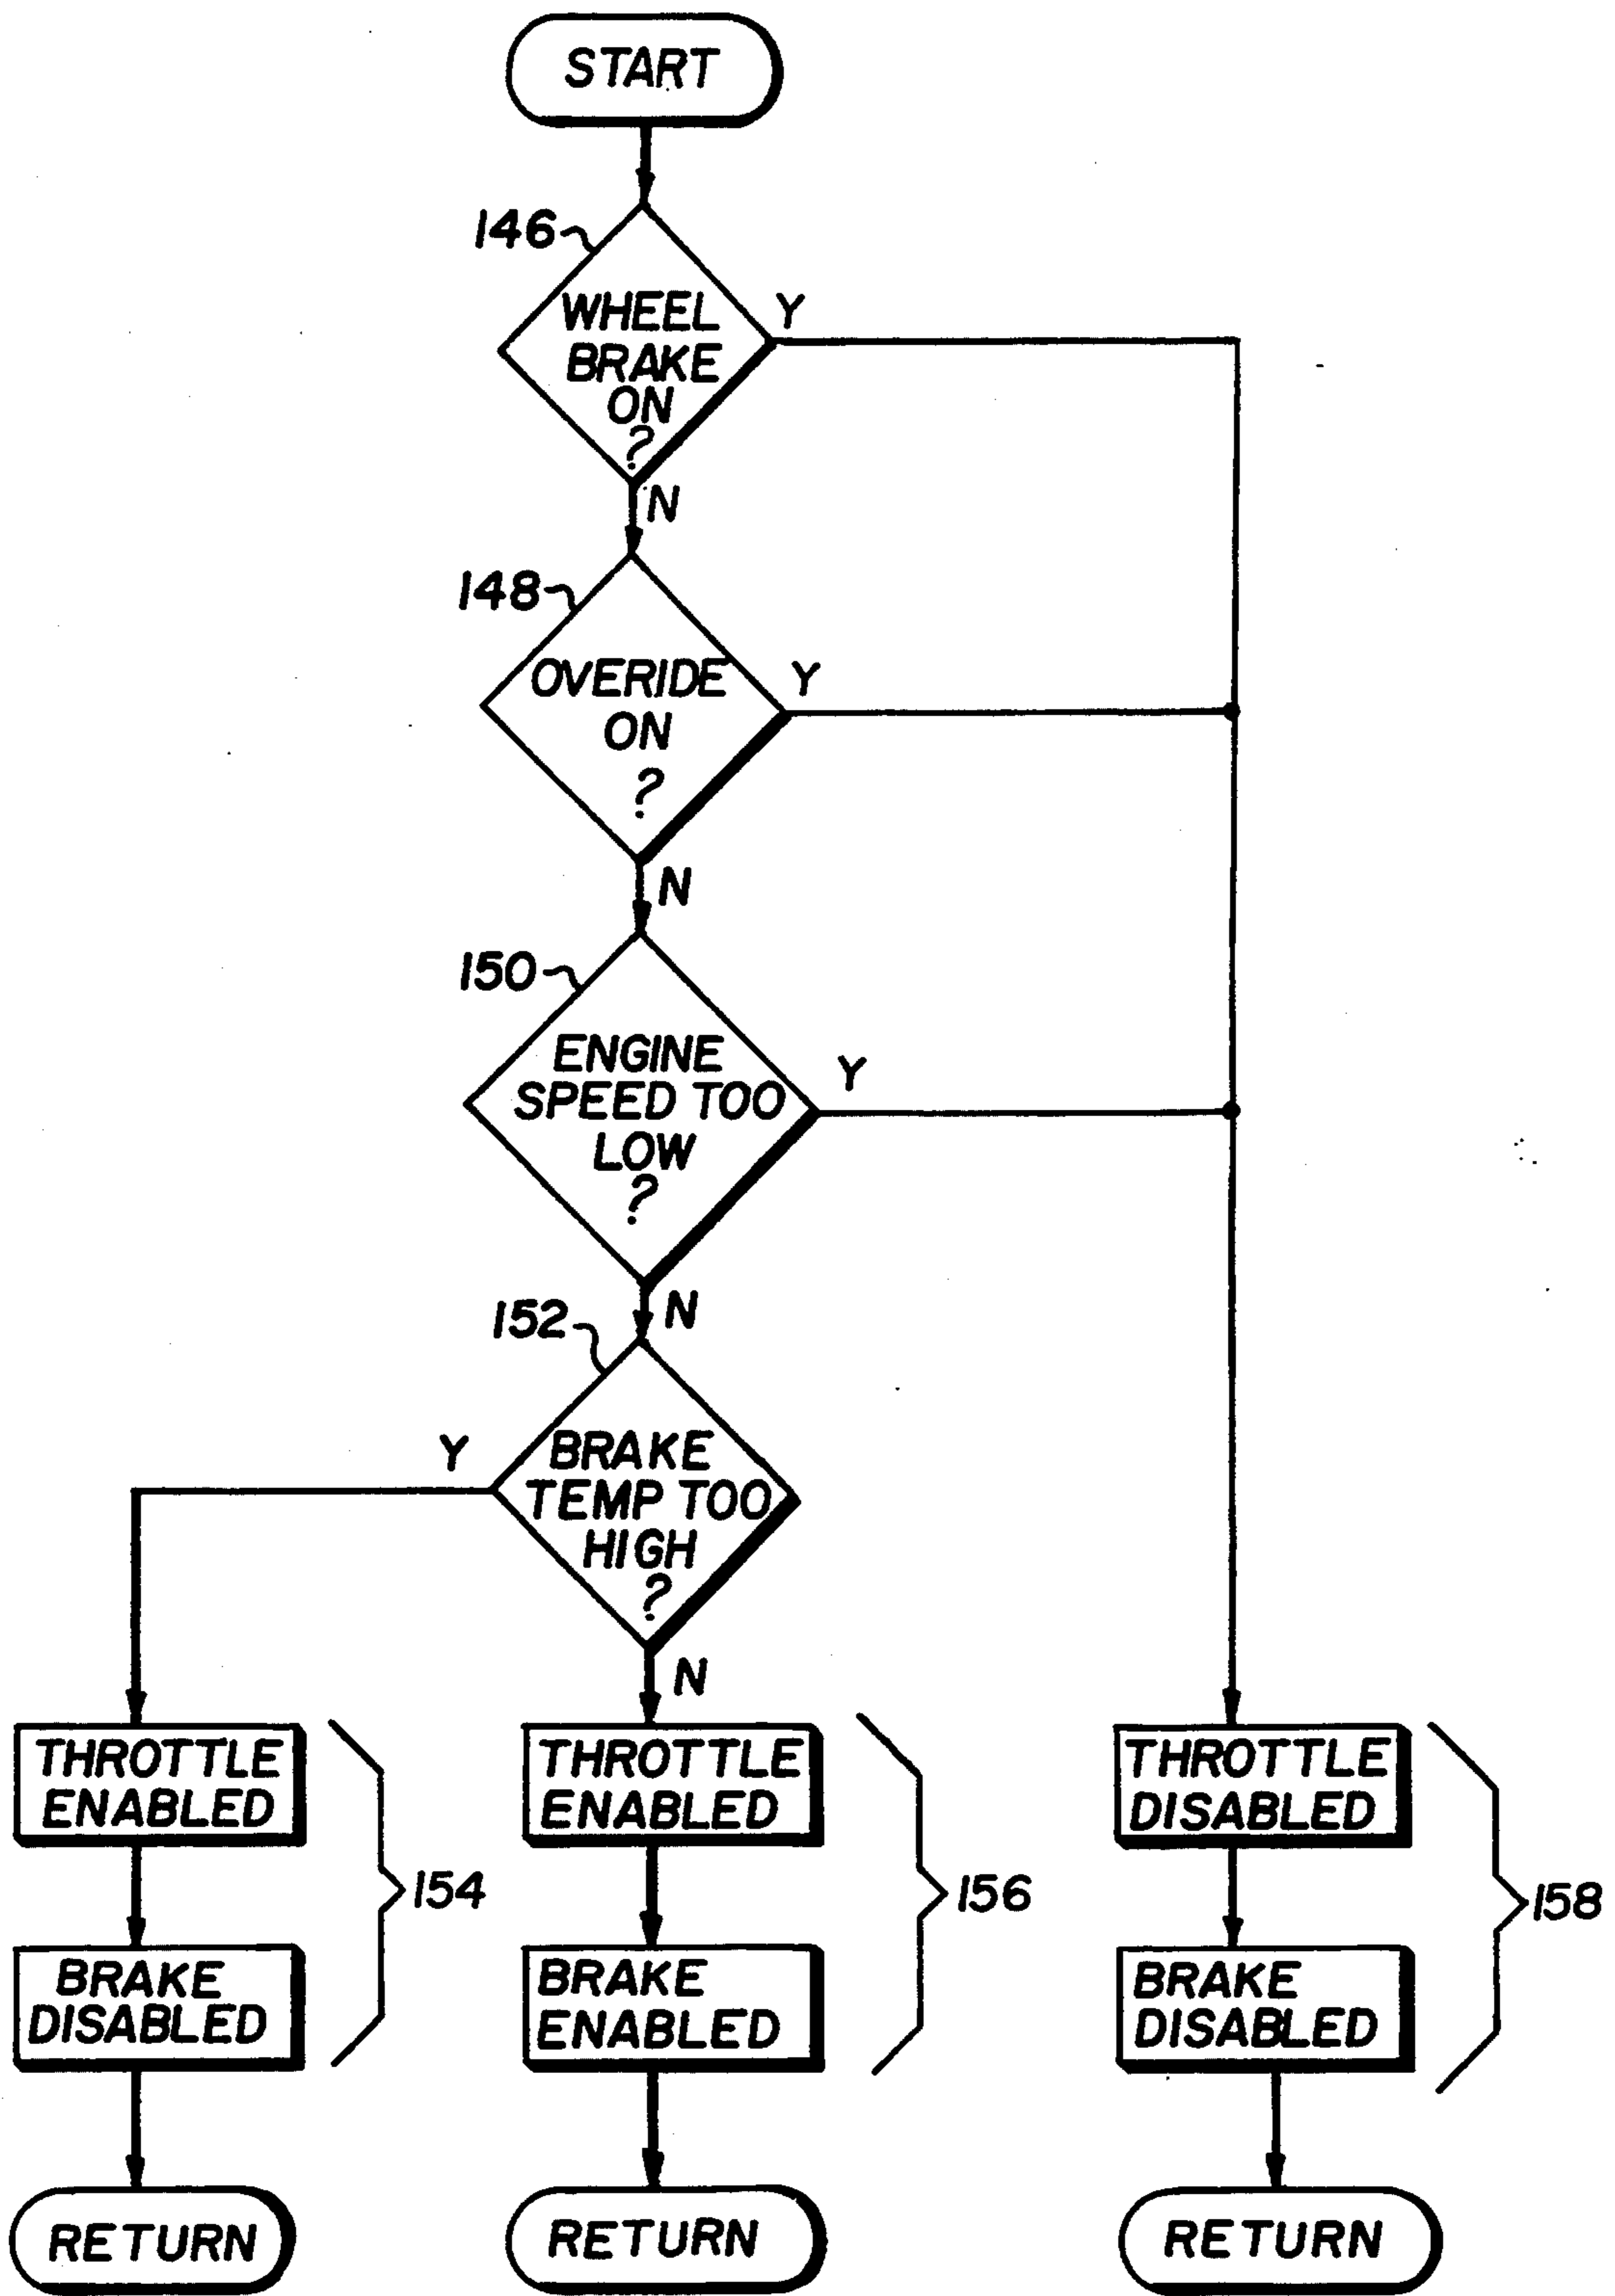 START
146
WHEEL
BRAKE
ON
?
Y
N
148
OVERIDE
ON
?
Y
N
150
ENGINE
SPEED TOO
LOW
?
Y
N
152
BRAKE
TEMP TOO
HIGH
?
Y
N
THROTTLE
ENABLED
BRAKE
DISABLED
154
RETURN
THROTTLE
ENABLED
BRAKE
ENABLED
156
RETURN
THROTTLE
DISABLED
BRAKE
DISABLED
158
RETURN